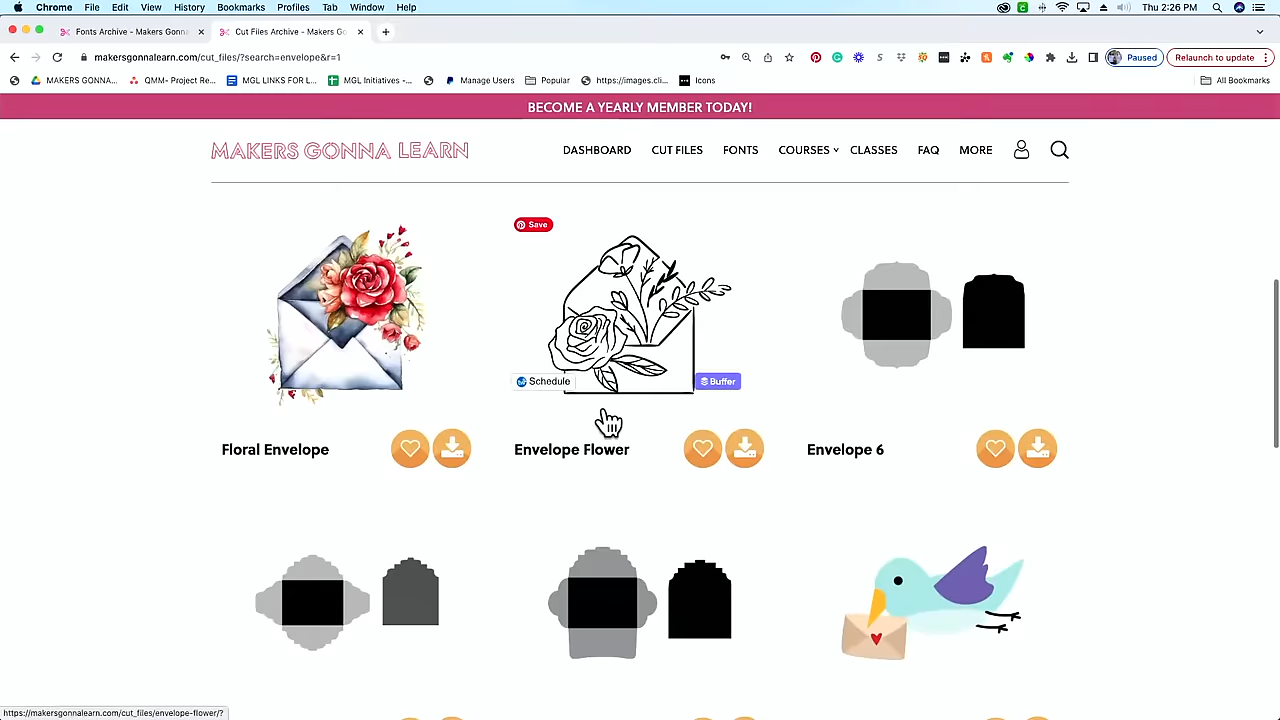 Chrome File Edit View History Bookmarks Profiles Tab Window Help Thu 2:26 PM
Fonts Archive - Makers Gonna Cut Files Archive - Makers Go
makersgonnalearn.com/cut_files/?search=envelope&r=1 Paused Relaunch to update
MAKERS GONNA... QMM- Project Re... MGL LINKS FOR L... MGL Initiatives -... Manage Users Popular https://images.cli... Icons All Bookmarks
BECOME A YEARLY MEMBER TODAY!
MAKERS GONNA LEARN DASHBOARD CUT FILES FONTS COURSES CLASSES FAQ MORE
Save
Schedule Buffer
Floral Envelope Envelope Flower Envelope 6
https://makersgonnalearn.com/cut_files/envelope-flower/?